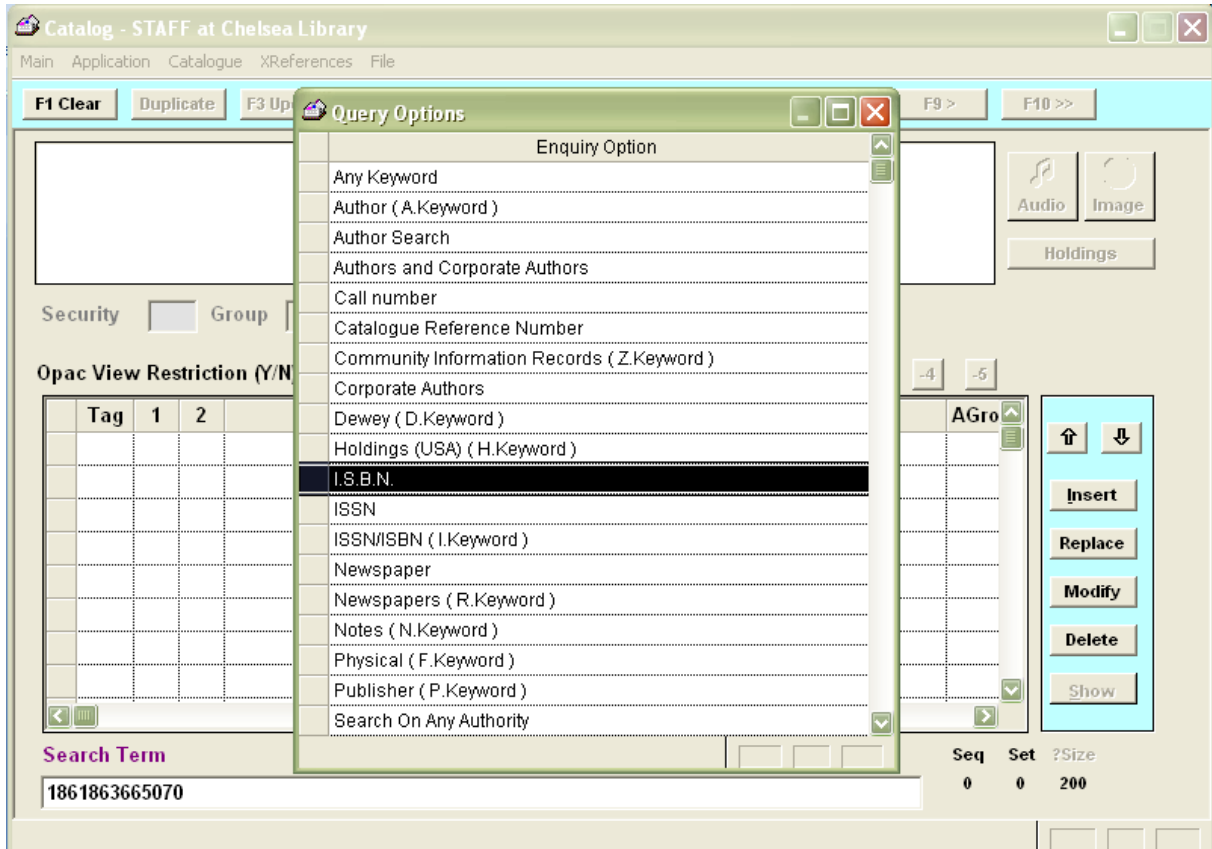 Catalog - STAFF at Chelsea Library
Main Application Catalogue XReferences File
F1 Clear Duplicate F3 Up F9 > F10 >>
Query Options
Enquiry Option
Any Keyword
Author ( A.Keyword )
Author Search
Authors and Corporate Authors
Call number
Catalogue Reference Number
Community Information Records ( Z.Keyword )
Corporate Authors
Dewey ( D.Keyword )
Holdings (USA) ( H.Keyword )
I.S.B.N.
ISSN
ISSN/ISBN ( I.Keyword )
Newspaper
Newspapers ( R.Keyword )
Notes ( N.Keyword )
Physical ( F.Keyword )
Publisher ( P.Keyword )
Search On Any Authority
Audio Image
Holdings
Security Group
Opac View Restriction (Y/N) -4 -5
Tag 1 2 AGro
Insert
Replace
Modify
Delete
Show
Search Term Seq Set ?Size
1861863665070 0 0 200